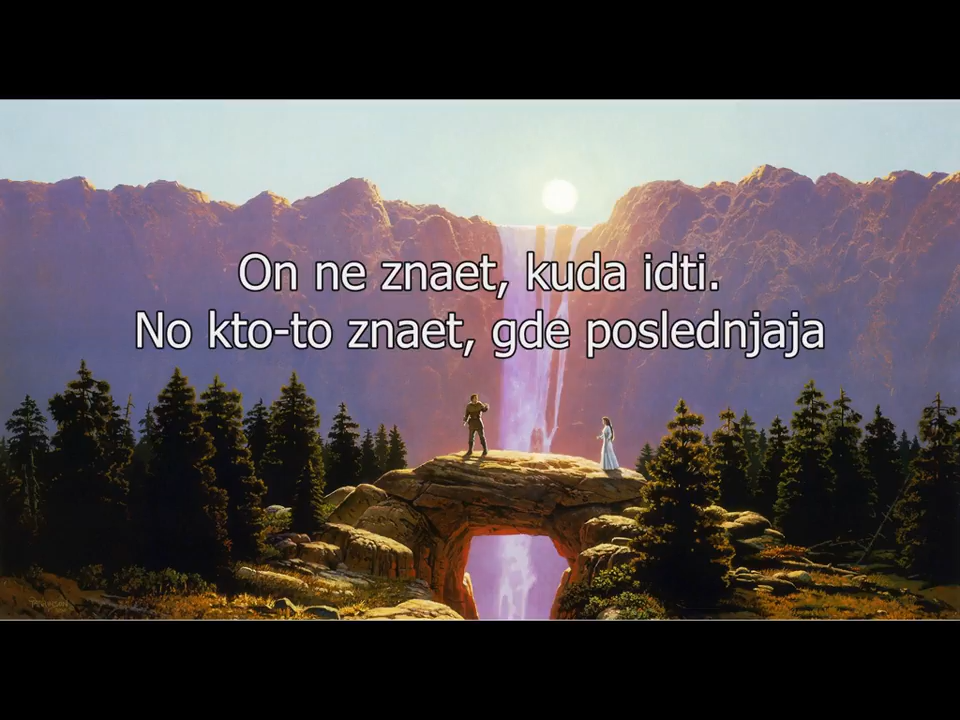 On ne znaet, kuda idti.
No kto-to znaet, gde poslednjaja